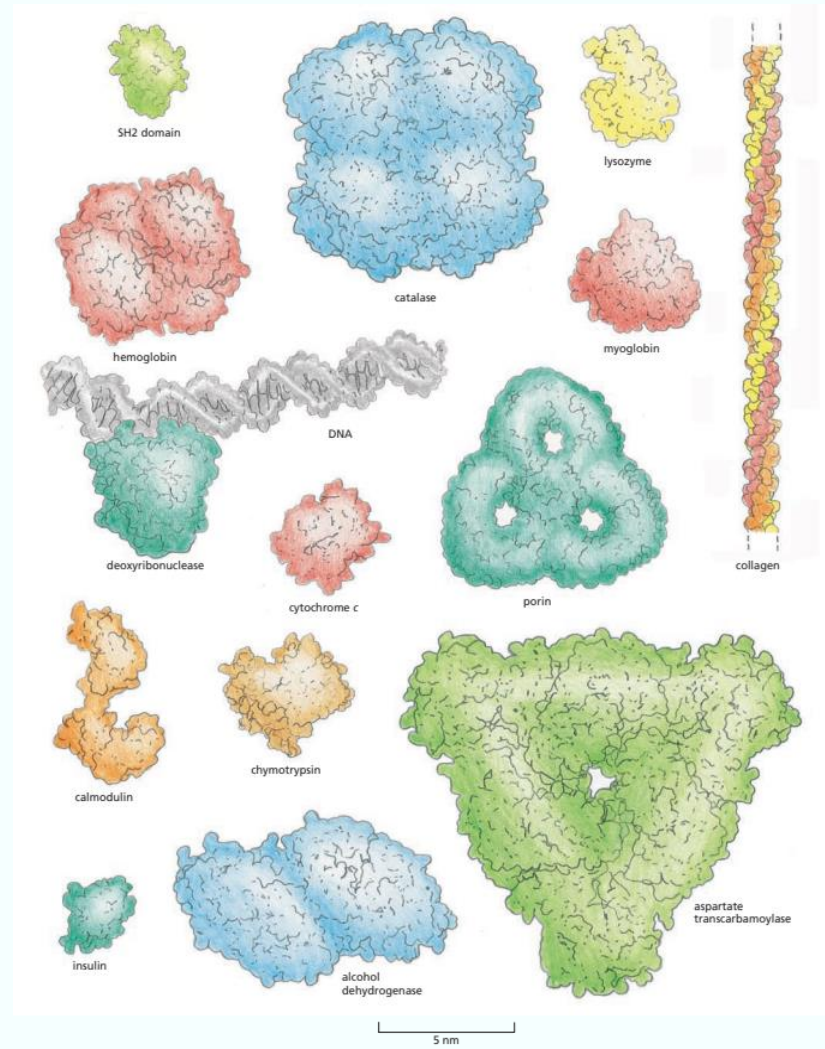 SH2 domain
lysozyme
catalase
hemoglobin
myoglobin
DNA
deoxyribonuclease
collagen
cytochrome c
porin
calmodulin
chymotrypsin
aspartate
transcarbamoylase
insulin
alcohol
dehydrogenase
5 nm